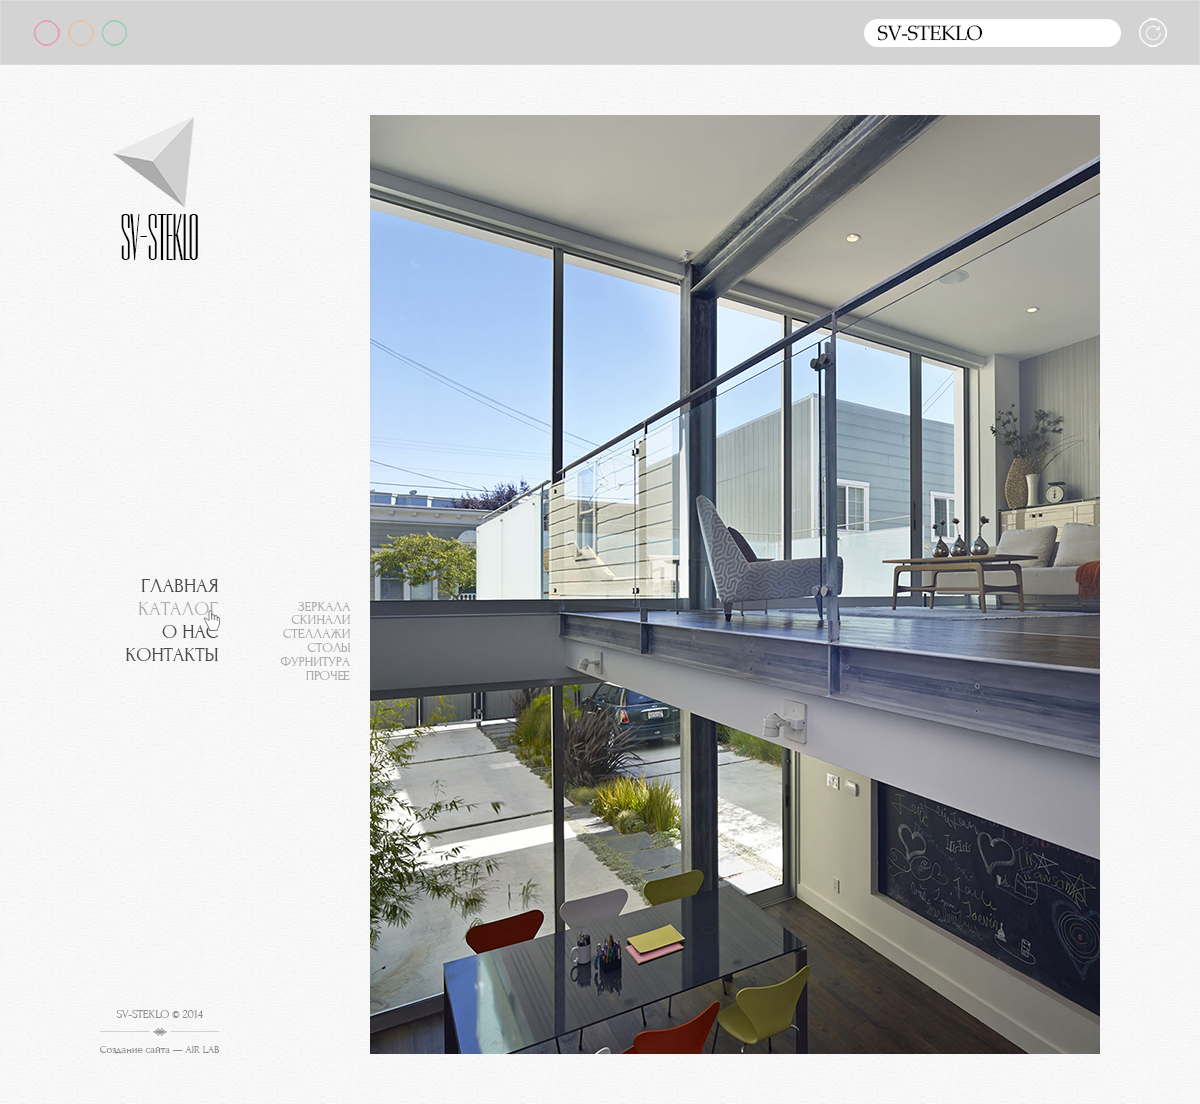 SV-STEKLO
SV-STEKLO
ГЛАВНАЯ
КАТАЛОГ
О НАС
КОНТАКТЫ
ЗЕРКАЛА
СКИНАЛИ
СТЕЛЛАЖИ
СТОЛЫ
ФУРНИТУРА
ПРОЧЕЕ
SV-STEKLO © 2014
Создание сайта — AIR LAB